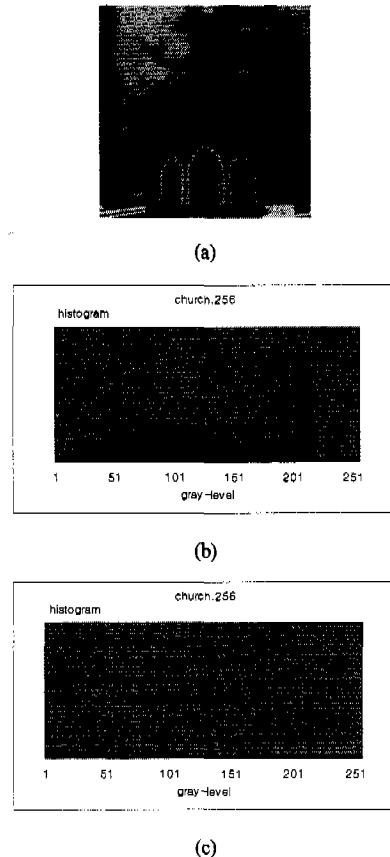 (a)
church.256
histogram
1 51 101 151 201 251
gray-level
(b)
church.256
histogram
1 51 101 151 201 251
gray-level
(c)